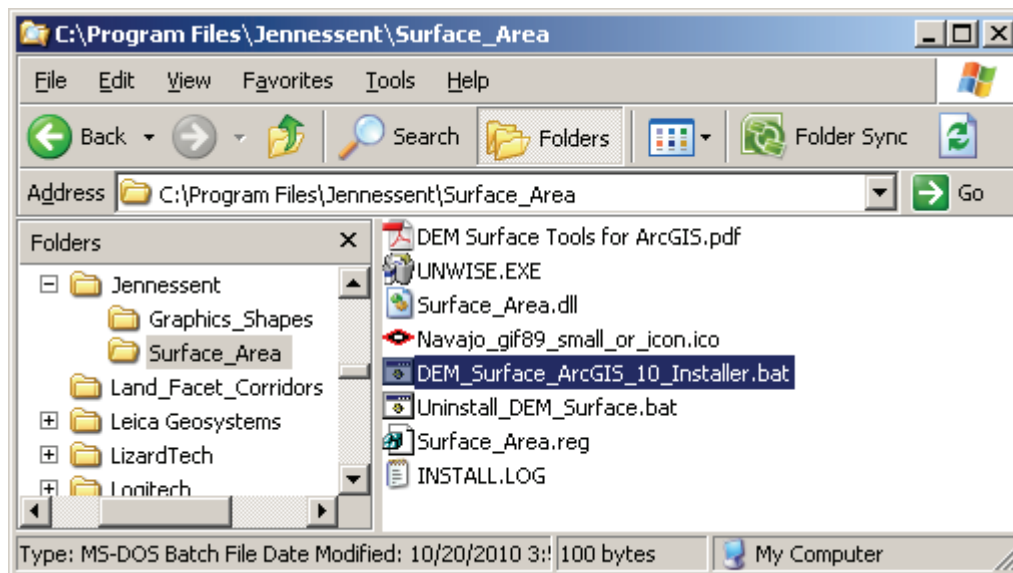 C:\Program Files\Jennessent\Surface_Area
File Edit View Favorites Tools Help
Back Search Folders Folder Sync
Address C:\Program Files\Jennessent\Surface_Area Go
Folders
Jennessent
Graphics_Shapes
Surface_Area
Land_Facet_Corridors
Leica Geosystems
LizardTech
Logitech
DEM Surface Tools for ArcGIS.pdf
UNWISE.EXE
Surface_Area.dll
Navajo_gif89_small_or_icon.ico
DEM_Surface_ArcGIS_10_Installer.bat
Uninstall_DEM_Surface.bat
Surface_Area.reg
INSTALL.LOG
Type: MS-DOS Batch File Date Modified: 10/20/2010 3: 100 bytes My Computer